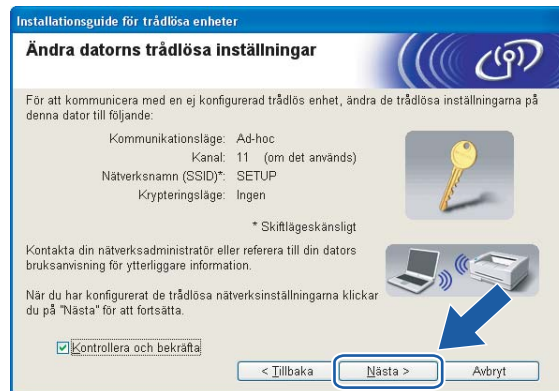 Installationsguide för trådlösa enheter
Ändra datorns trådlösa inställningar
För att kommunicera med en ej konfigurerad trådlös enhet, ändra de trådlösa inställningarna på
denna dator till följande:
Kommunikationsläge: Ad-hoc
Kanal: 11 (om det används)
Nätverksnamn (SSID)*: SETUP
Krypteringsläge: Ingen
* Skiftlägeskänsligt
Kontakta din nätverksadministratör eller referera till din dators
bruksanvisning för ytterliggare information.
När du har konfigurerat de trådlösa nätverksinställningarna klickar
du på "Nästa" för att fortsätta.
Kontrollera och bekräfta
< Tillbaka Nästa > Avbryt